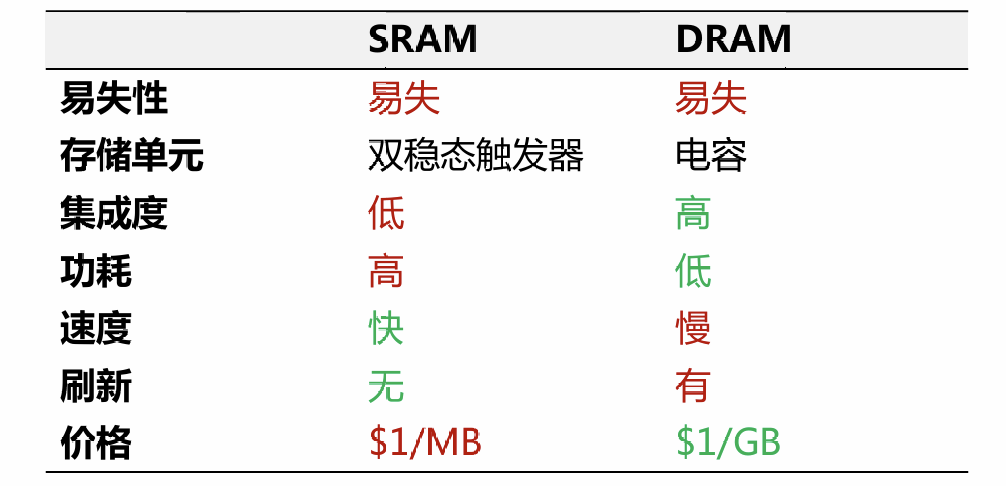 SRAM DRAM
易失性 易失 易失
存储单元 双稳态触发器 电容
集成度 低 高
功耗 高 低
速度 快 慢
刷新 无 有
价格 $1/MB $1/GB